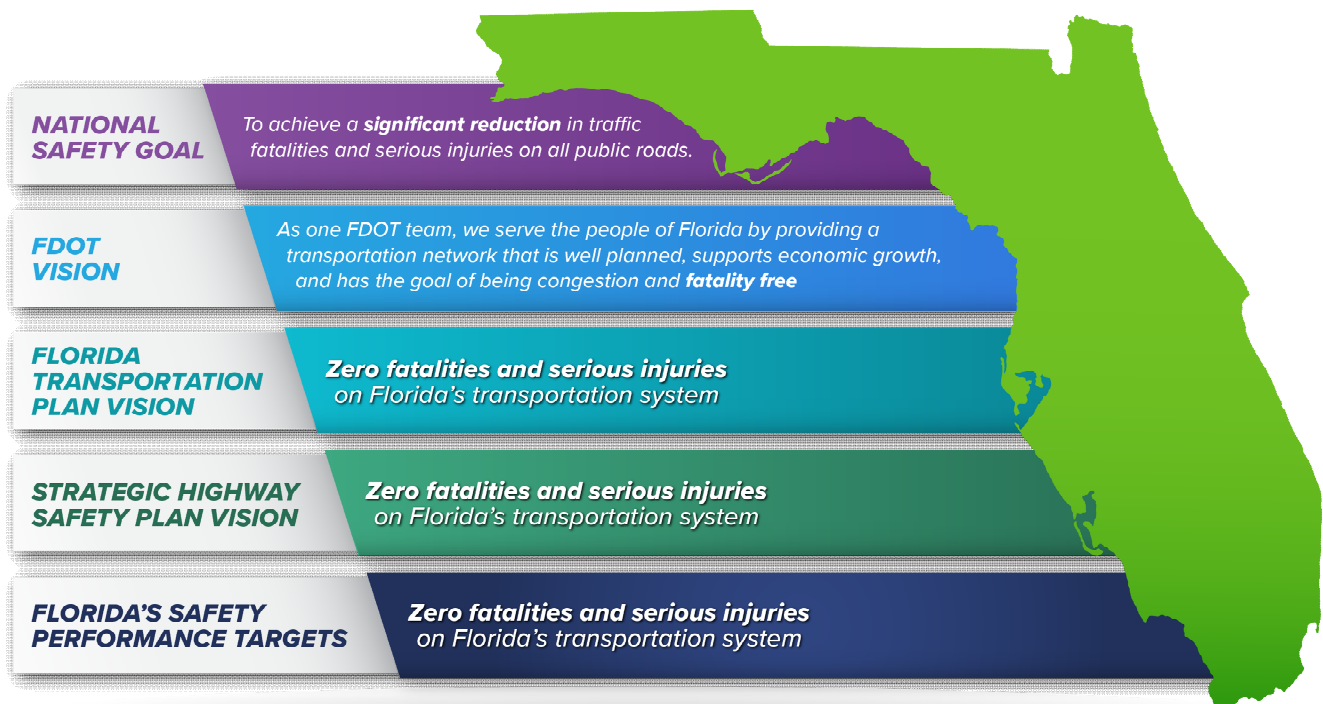 NATIONAL
SAFETY GOAL
To achieve a significant reduction in traffic
fatalities and serious injuries on all public roads.
FDOT
VISION
As one FDOT team, we serve the people of Florida by providing a
transportation network that is well planned, supports economic growth,
and has the goal of being congestion and fatality free
FLORIDA
TRANSPORTATION
PLAN VISION
Zero fatalities and serious injuries
on Florida's transportation system
STRATEGIC HIGHWAY
SAFETY PLAN VISION
Zero fatalities and serious injuries
on Florida's transportation system
FLORIDA'S SAFETY
PERFORMANCE TARGETS
Zero fatalities and serious injuries
on Florida's transportation system